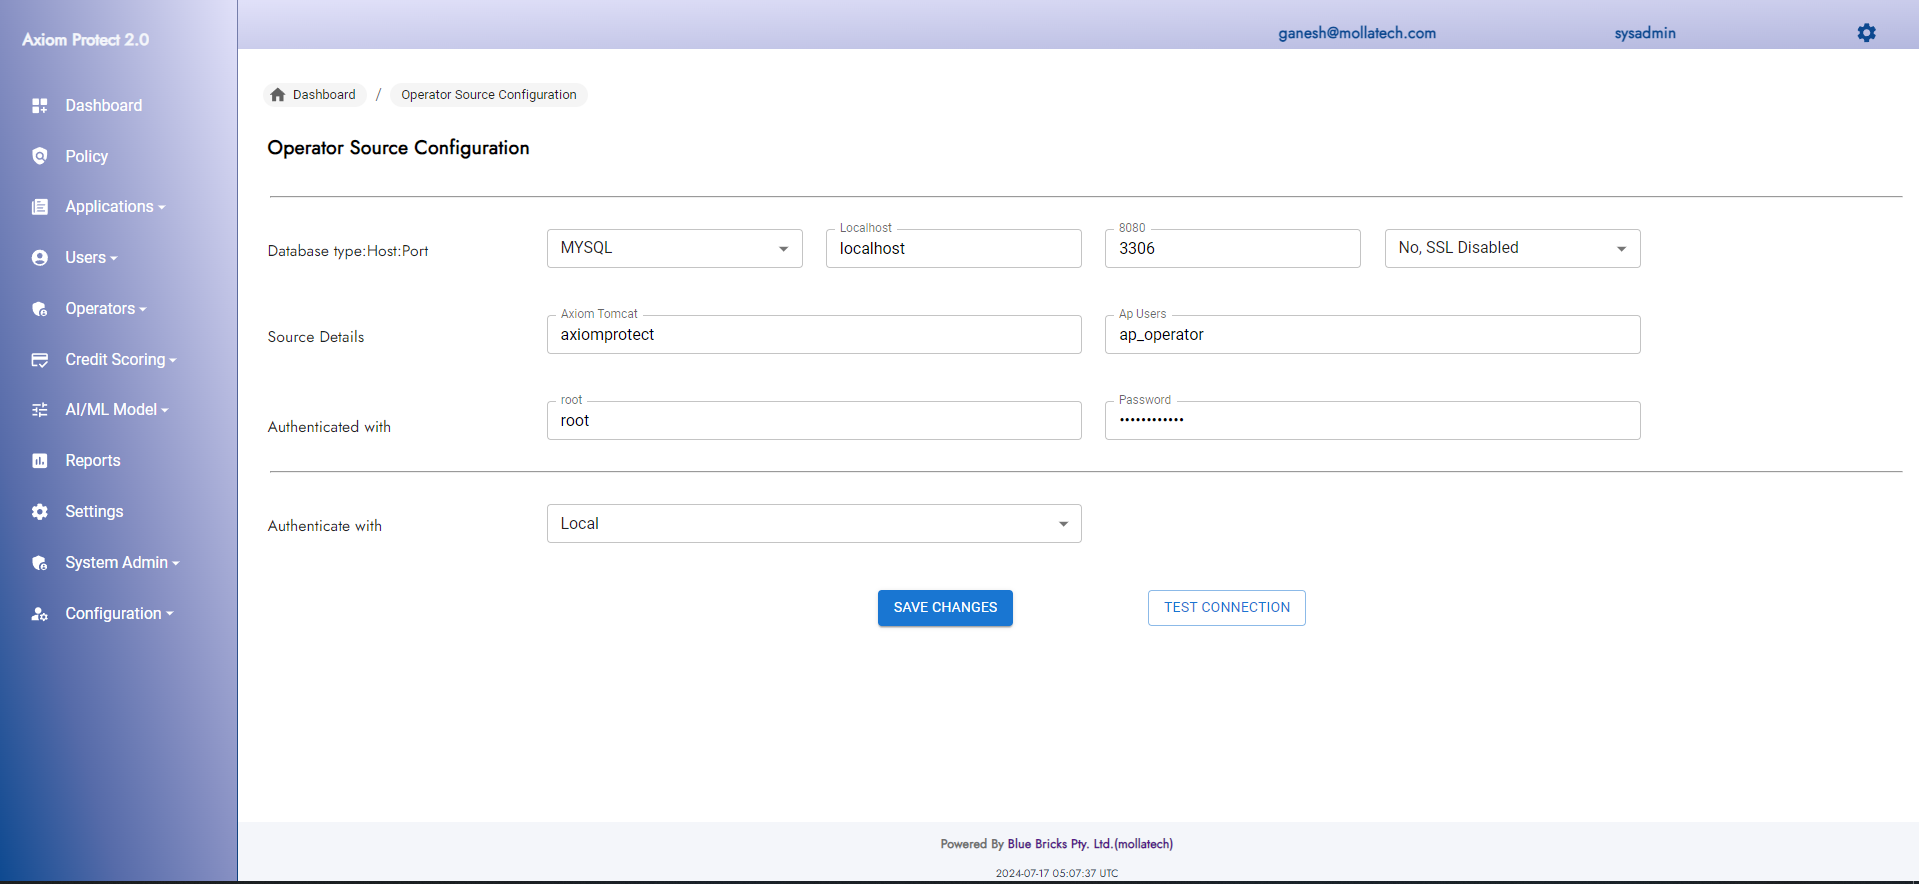 Axiom Protect 2.0
ganesh@mollatech.com
sysadmin
Dashboard
Policy
Applications
Users
Operators
Credit Scoring
AI/ML Model
Reports
Settings
System Admin
Configuration
Dashboard / Operator Source Configuration
Operator Source Configuration
Database type:Host:Port
MYSQL
Localhost
localhost
8080
3306
No, SSL Disabled
Source Details
Axiom Tomcat
axiomprotect
Ap Users
ap_operator
Authenticated with
root
root
Password
••••••••••••
Authenticate with
Local
SAVE CHANGES
TEST CONNECTION
Powered By Blue Bricks Pty. Ltd.(mollatech)
2024-07-17 05:07:37 UTC